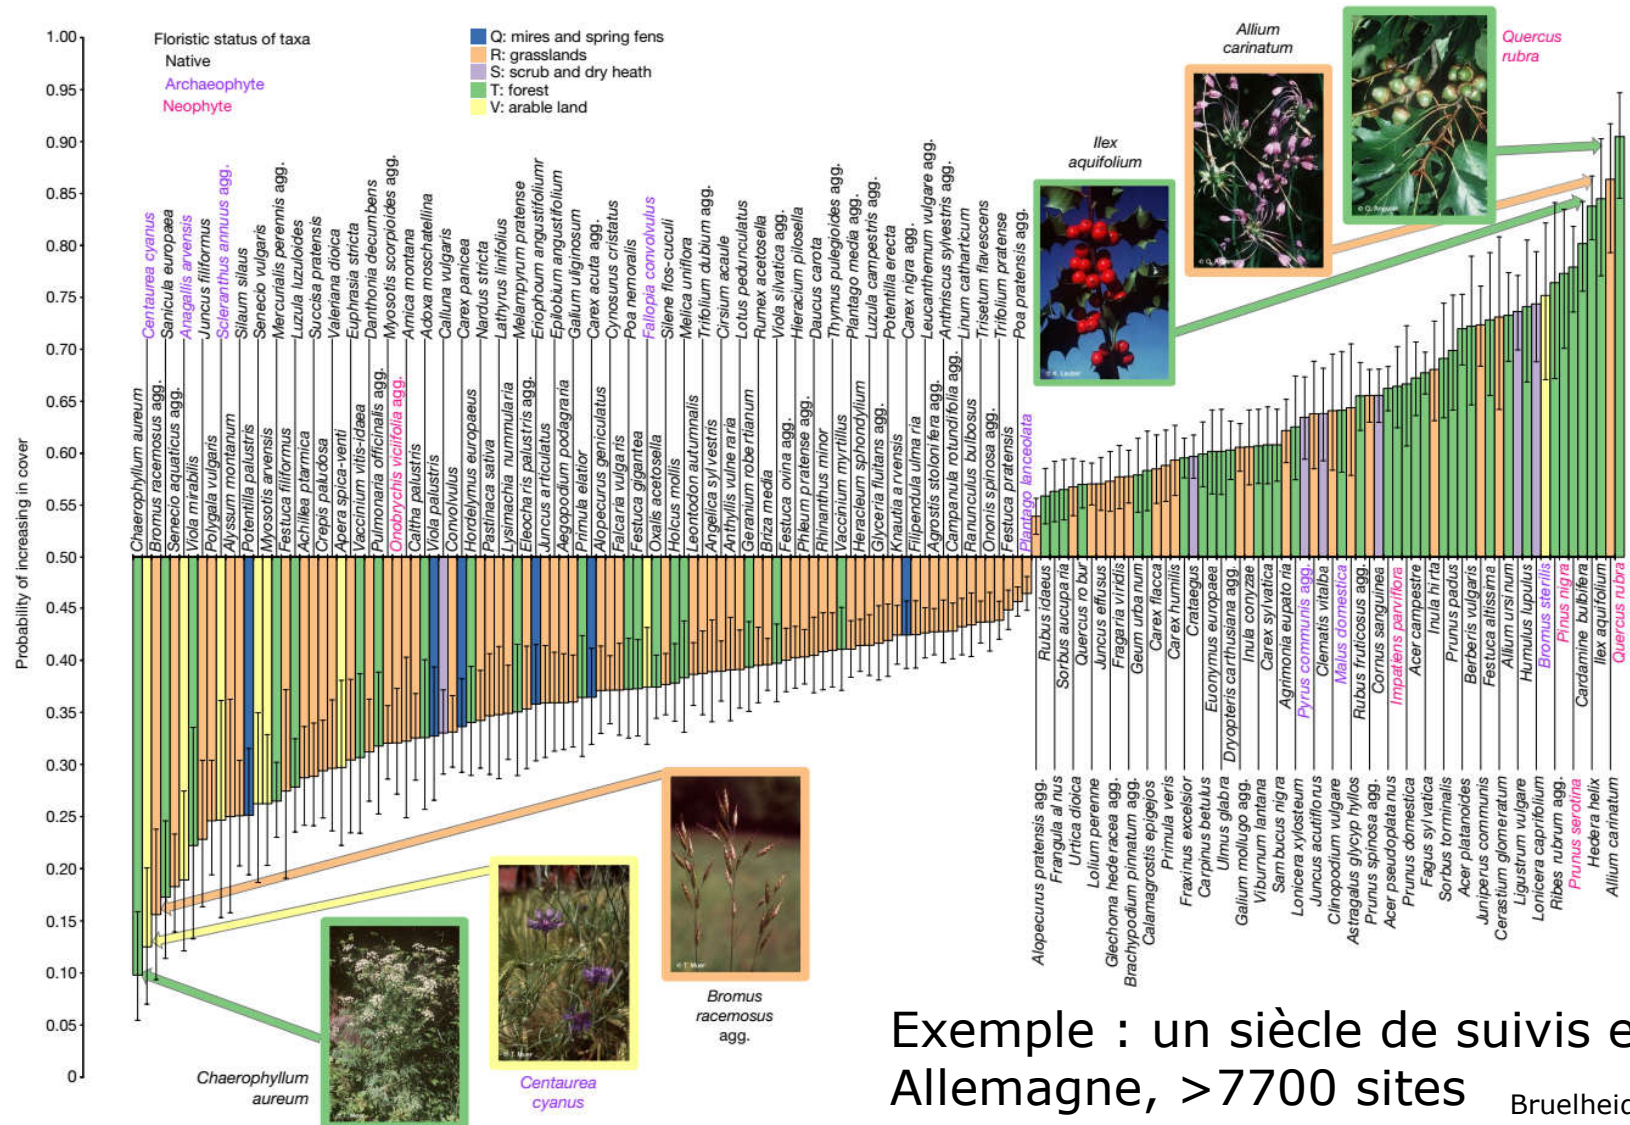 1.00
0.95
0.90
0.85
0.80
0.75
0.70
0.65
0.60
0.55
0.50
0.45
0.40
0.35
0.30
0.25
0.20
0.15
0.10
0.05
0
Probability of increasing in cover
Floristic status of taxa
Native
Archaeophyte
Neophyte
Q: mires and spring fens
R: grasslands
S: scrub and dry heath
T: forest
V: arable land
Ilex
aquifolium
Allium
carinatum
Quercus
rubra
Centaurea cyanus
Sanicula europaea
Anagallis arvensis
Juncus filiformus
Scleranthus annuus agg.
Silaum silaus
Senecio vulgaris
Mercurialis perennis agg.
Luzula luzuloides
Succisa pratensis
Valeriana dioica
Euphrasia stricta
Danthonia decumbens
Myosotis scorpioides agg.
Arnica montana
Adoxa moschatellina
Calluna vulgaris
Carex panicea
Nardus stricta
Lathyrus linifolius
Melampyrum pratense
Eriophoum angustifoliumr
Epilobium angustifolium
Galium uliginosum
Carex acuta agg.
Cynosurus cristatus
Poa nemoralis
Fallopia convolvulus
Silene flos-cuculi
Melica uniflora
Trifolium dubium agg.
Cirsium acaule
Lotus pedunculatus
Rumex acetosella
Viola silvatica agg.
Hieracium pilosella
Daucus carota
Thymus pulegioides agg.
Plantago media agg.
Luzula campestris agg.
Potentilla erecta
Carex nigra agg.
Leucanthemum vulgare agg.
Anthriscus sylvestris agg.
Linum catharticum
Trisetum flavescens
Trifolium pratense
Poa pratensis agg.
Chaerophyllum aureum
Bromus racemosus agg.
Senecio aquaticus agg.
Viola mirabilis
Polygala vulgaris
Alyssum montanum
Potentilla palustris
Myosotis arvensis
Festuca filiformus
Achillea ptarmica
Crepis paludosa
Apera spica-venti
Vaccinium vitis-idaea
Pulmonaria officinalis agg.
Onobrychis viciifolia agg.
Caltha palustris
Viola palustris
Convolvulus
Hordelymus europaeus
Pastinaca sativa
Lysimachia nummularia
Eleocharis palustris agg.
Juncus articulatus
Aegopodium podagraria
Primula elatior
Alopecurus geniculatus
Falcaria vulgaris
Festuca gigantea
Oxalis acetosella
Holcus mollis
Leontodon autumnalis
Angelica sylvestris
Anthyllis vulneraria
Geranium robertianum
Briza media
Festuca ovina agg.
Phleum pratense agg.
Rhinanthus minor
Vaccinium myrtillus
Heracleum sphondylium
Glyceria fluitans agg.
Knautia arvensis
Filipendula ulmaria
Agrostis stolonifera agg.
Campanula rotundifolia agg.
Ranunculus bulbosus
Ononis spinosa agg.
Festuca pratensis
Plantago lanceolata
Rubus idaeus
Sorbus aucuparia
Quercus robur
Juncus effusus
Fragaria viridis
Geum urbanum
Carex flacca
Carex humilis
Crataegus
Euonymus europaea
Dryopteris carthusiana agg.
Inula conyzae
Carex sylvatica
Agrimonia eupatoria
Pyrus communis agg.
Clematis vitalba
Malus domestica
Rubus fruticosus agg.
Cornus sanguinea
Impatiens parviflora
Acer campestre
Inula hirta
Prunus padus
Berberis vulgaris
Festuca altissima
Allium ursinum
Humulus lupulus
Bromus sterilis
Pinus nigra
Cardamine bulbifera
Ilex aquifolium
Quercus rubra
Alopecurus pratensis agg.
Frangula alnus
Urtica dioica
Lolium perenne
Glechoma hederacea agg.
Brachypodium pinnatum agg.
Calamagrostis epigejos
Primula veris
Fraxinus excelsior
Carpinus betulus
Ulmus glabra
Galium mollugo agg.
Viburnum lantana
Sambucus nigra
Lonicera xylosteum
Juncus acutiflorus
Clinopodium vulgare
Astragalus glycyphyllos
Prunus spinosa agg.
Acer pseudoplatanus
Prunus domestica
Fagus sylvatica
Sorbus torminalis
Acer platanoides
Juniperus communis
Cerastium glomeratum
Ligustrum vulgare
Lonicera caprifolium
Ribes rubrum agg.
Prunus serotina
Hedera helix
Allium carinatum
Chaerophyllum
aureum
Centaurea
cyanus
Bromus
racemosus
agg.
© T. Muer
© T. Muer
Exemple : un siècle de suivis e
Allemagne, >7700 sites
Bruelheid